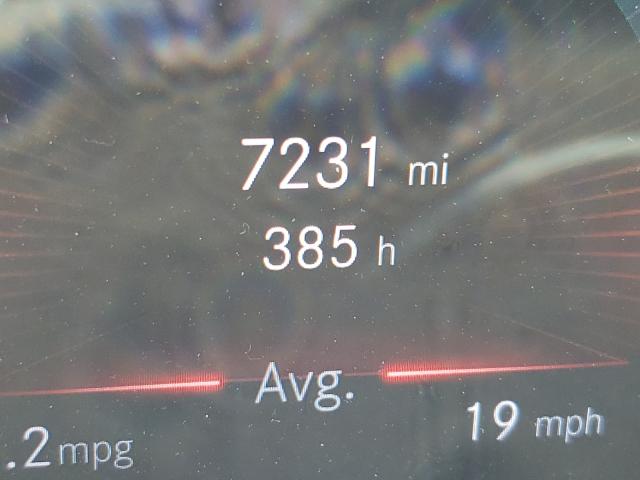 7231 mi
385 h
Avg.
.2 mpg 19 mph